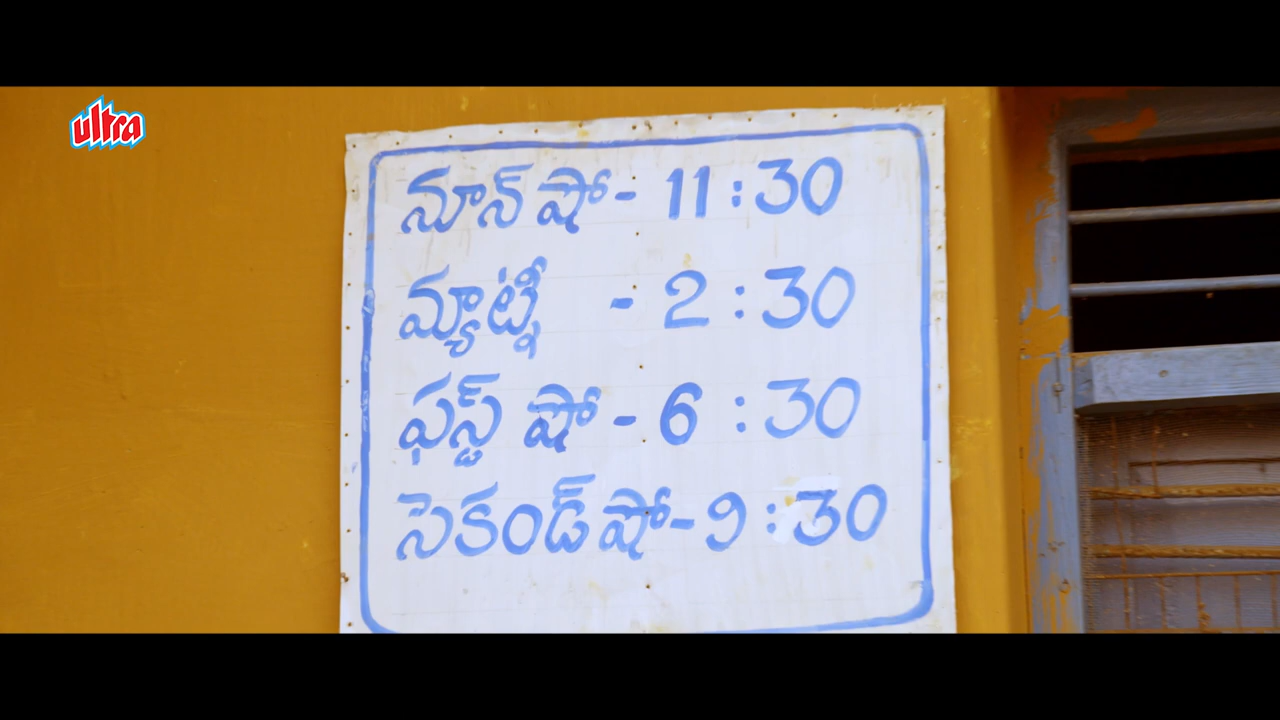 ultra
నూన్ షో - 11 : 30
మ్యాట్నీ - 2 : 30
ఫస్ట్ షో - 6 : 30
సెకండ్ షో - 9 : 30